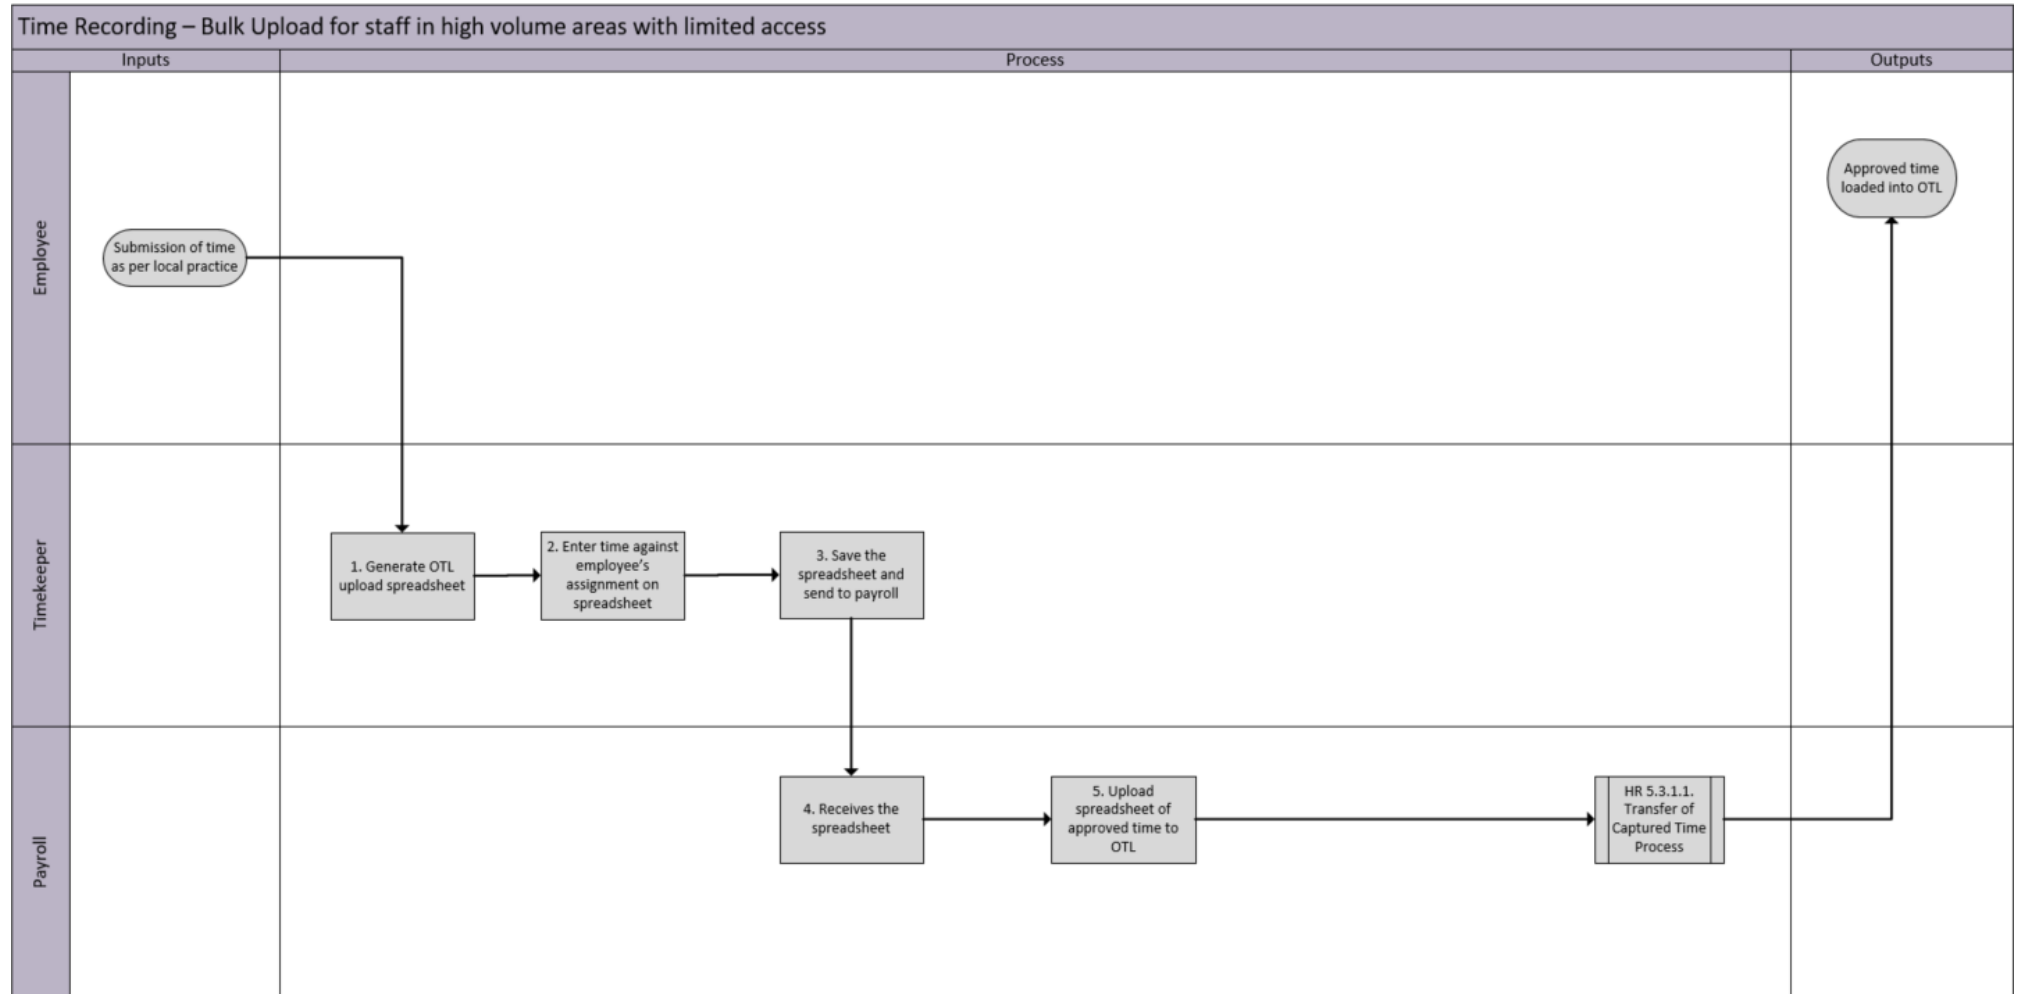 Time Recording – Bulk Upload for staff in high volume areas with limited access
Inputs
Process
Outputs
Employee
Submission of time
as per local practice
Approved time
loaded into OTL
Timekeeper
1. Generate OTL
upload spreadsheet
2. Enter time against
employee's
assignment on
spreadsheet
3. Save the
spreadsheet and
send to payroll
Payroll
4. Receives the
spreadsheet
5. Upload
spreadsheet of
approved time to
OTL
HR 5.3.1.1.
Transfer of
Captured Time
Process